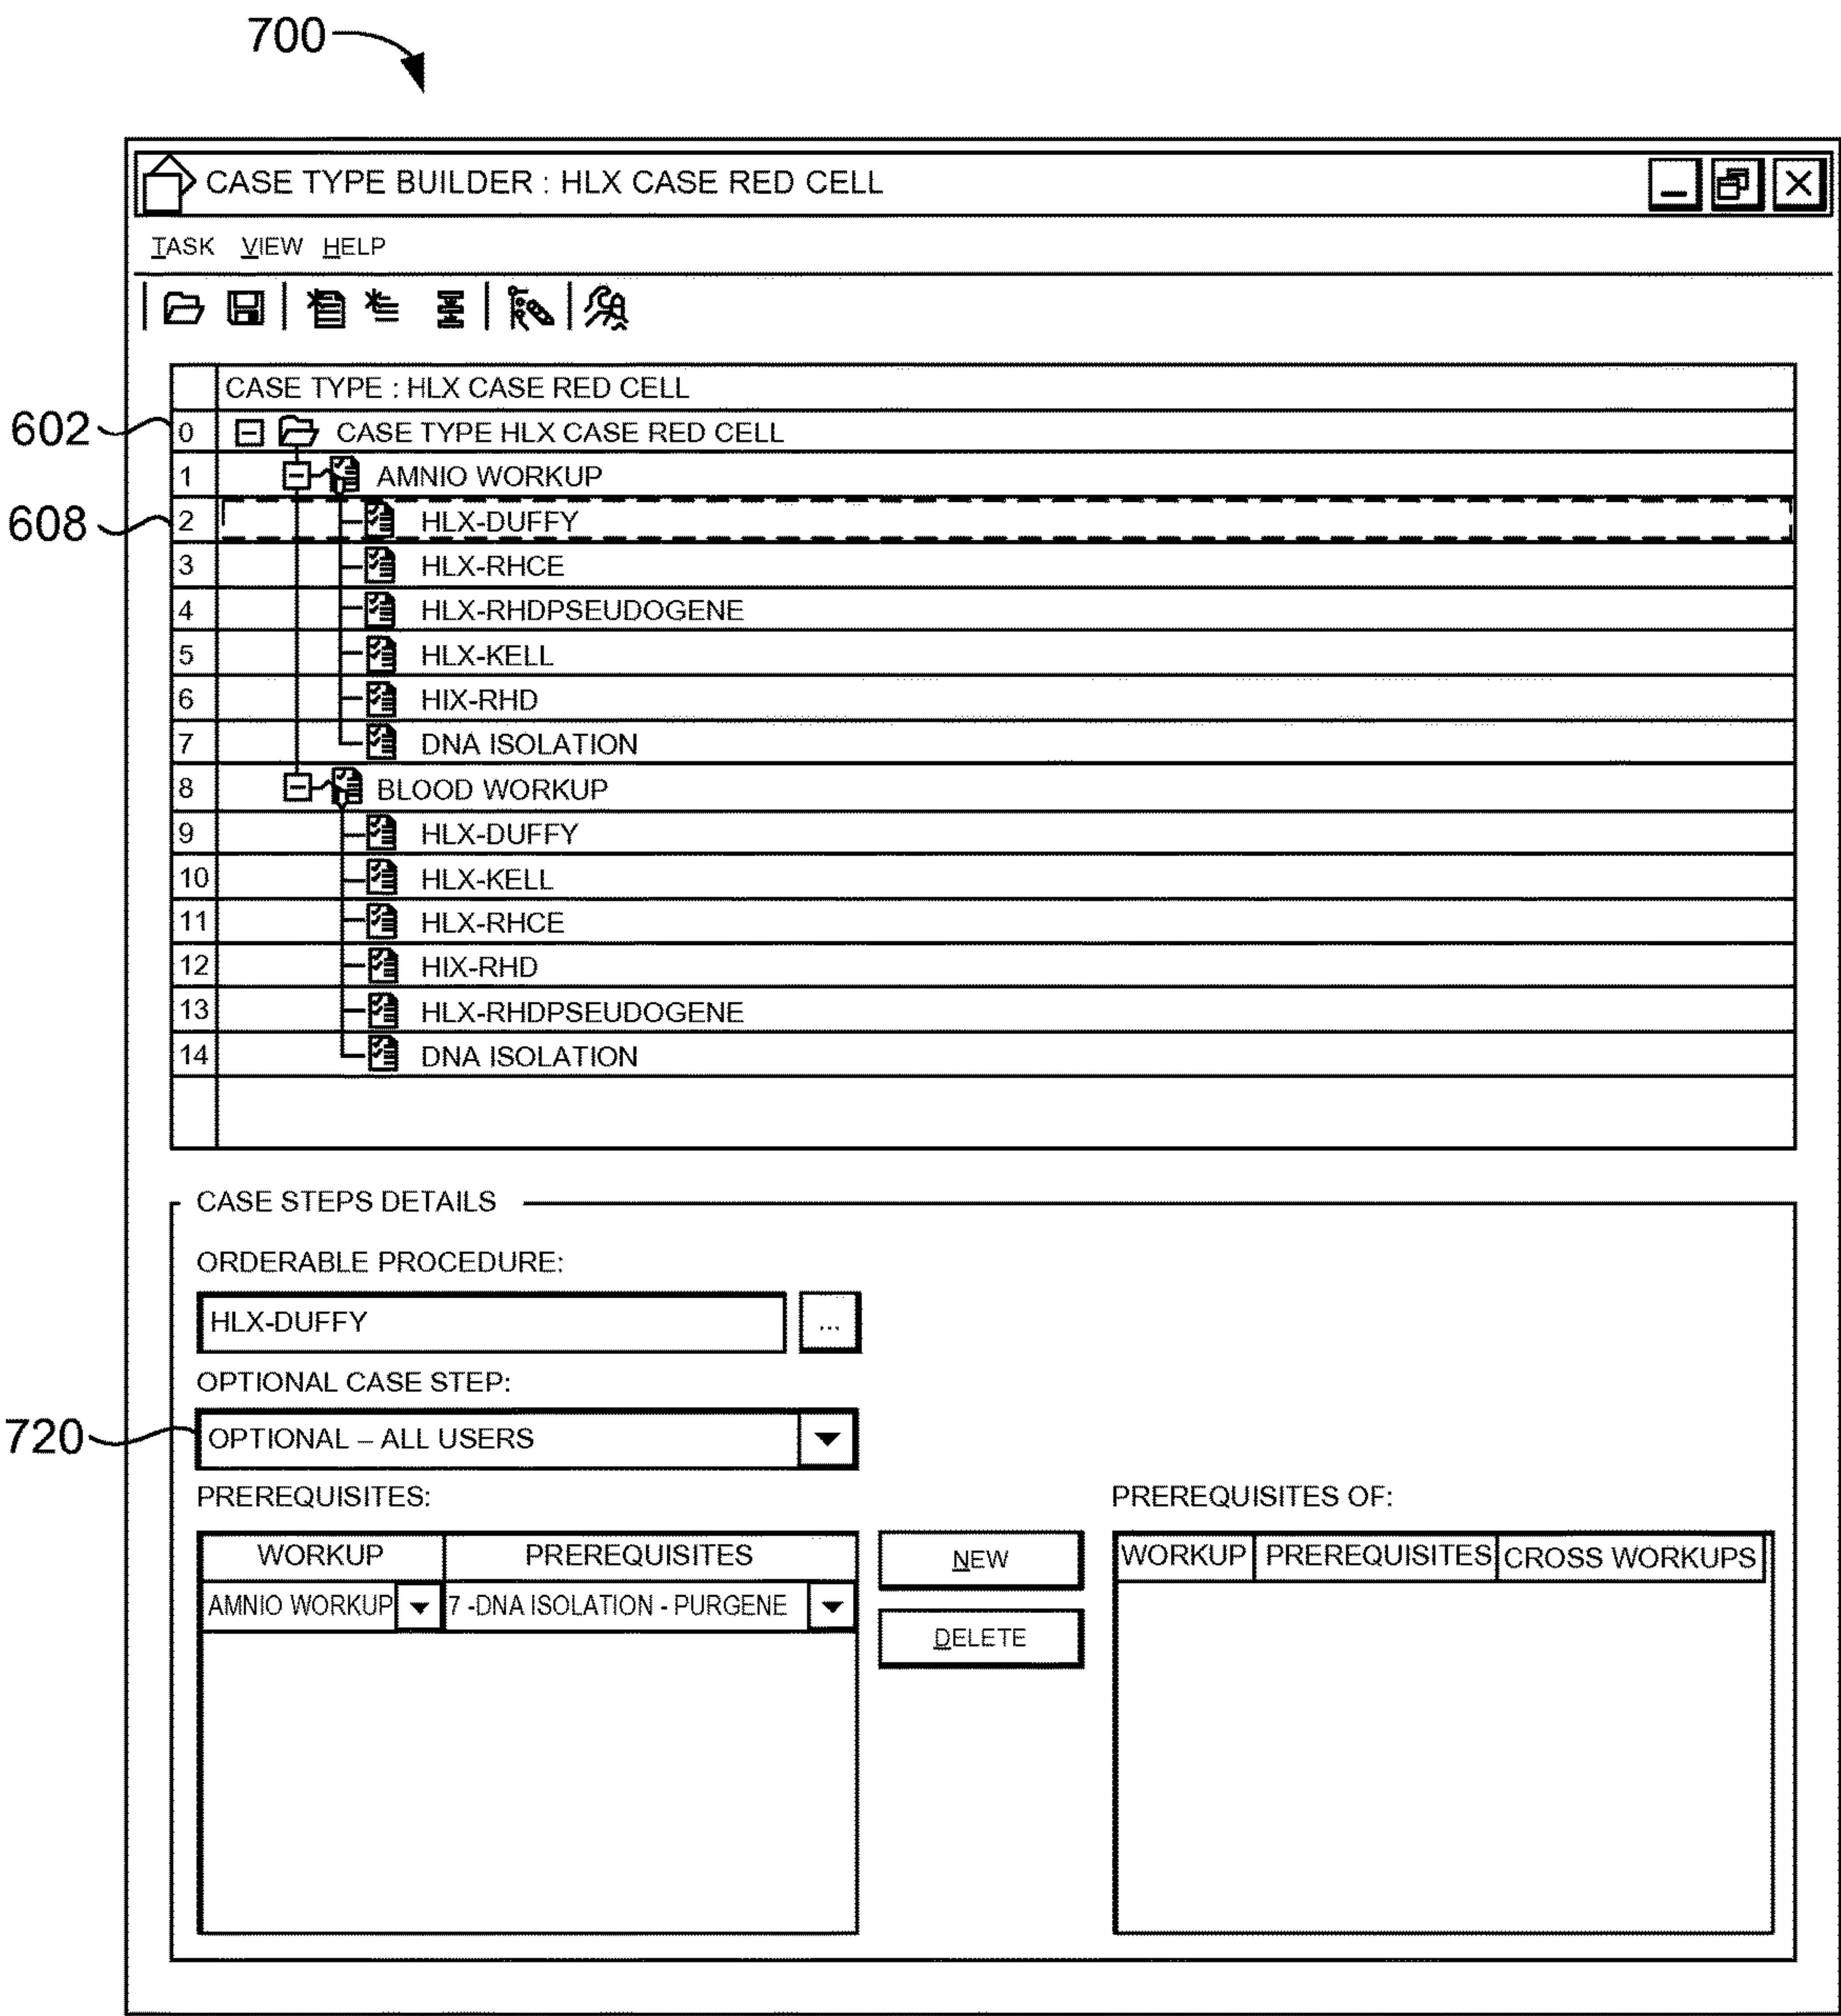 700
CASE TYPE BUILDER : HLX CASE RED CELL
TASK VIEW HELP
CASE TYPE : HLX CASE RED CELL
602 0 CASE TYPE HLX CASE RED CELL
1 AMNIO WORKUP
608 2 HLX-DUFFY
3 HLX-RHCE
4 HLX-RHDPSEUDOGENE
5 HLX-KELL
6 HIX-RHD
7 DNA ISOLATION
8 BLOOD WORKUP
9 HLX-DUFFY
10 HLX-KELL
11 HLX-RHCE
12 HIX-RHD
13 HLX-RHDPSEUDOGENE
14 DNA ISOLATION
CASE STEPS DETAILS
ORDERABLE PROCEDURE:
HLX-DUFFY ...
OPTIONAL CASE STEP:
720 OPTIONAL – ALL USERS
PREREQUISITES: PREREQUISITES OF:
WORKUP PREREQUISITES NEW WORKUP PREREQUISITES CROSS WORKUPS
AMNIO WORKUP 7 -DNA ISOLATION - PURGENE
DELETE